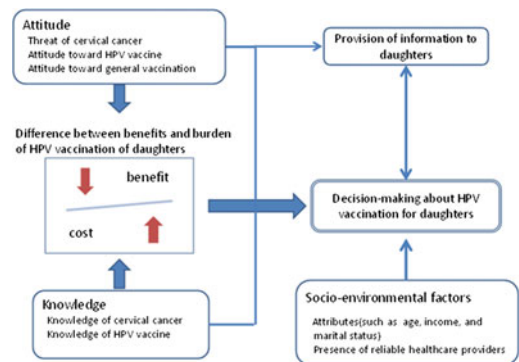 Attitude
Threat of cervical cancer
Attitude toward HPV vaccine
Attitude toward general vaccination
Provision of information to
daughters
Difference between benefits and burden
of HPV vaccination of daughters
benefit
cost
Decision-making about HPV
vaccination for daughters
Knowledge
Knowledge of cervical cancer
Knowledge of HPV vaccine
Socio-environmental factors
Attributes(such as age, income, and
marital status)
Presence of reliable healthcare providers